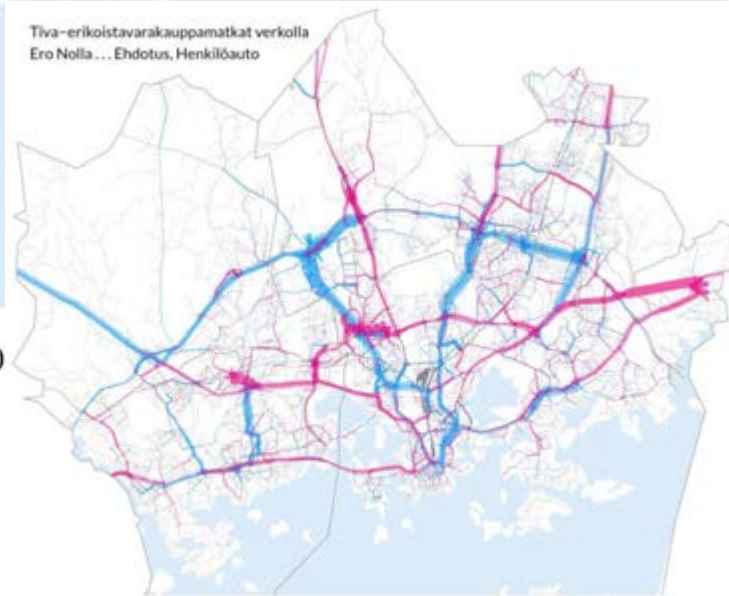 Tiva-erikoistavarakauppamatkat verkolla
Ero Nolla ... Ehdotus, Henkilöauto
)